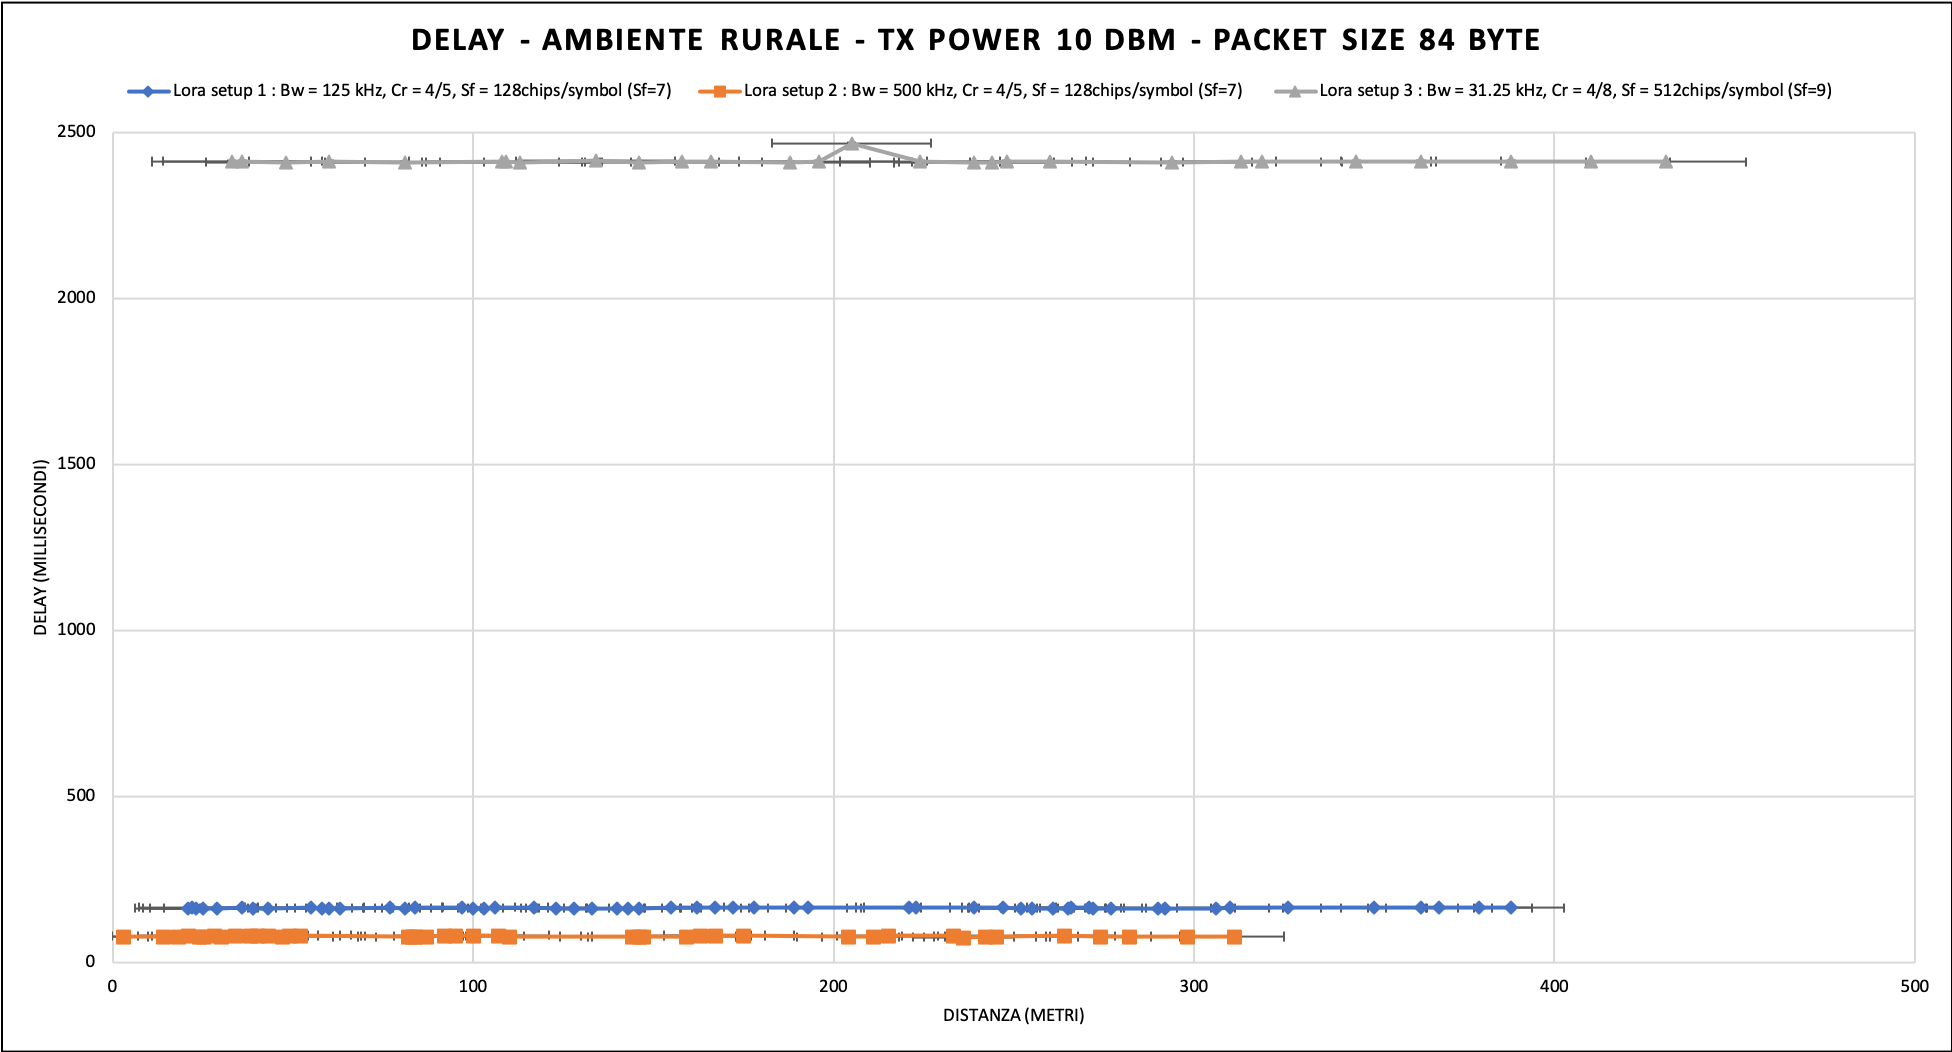 DELAY - AMBIENTE RURALE - TX POWER 10 DBM - PACKET SIZE 84 BYTE
Lora setup 1 : Bw = 125 kHz, Cr = 4/5, Sf = 128chips/symbol (Sf=7) Lora setup 2 : Bw = 500 kHz, Cr = 4/5, Sf = 128chips/symbol (Sf=7) Lora setup 3 : Bw = 31.25 kHz, Cr = 4/8, Sf = 512chips/symbol (Sf=9)
2500
2000
1500
1000
500
0
DELAY (MILLISECONDI)
0 100 200 300 400 500
DISTANZA (METRI)